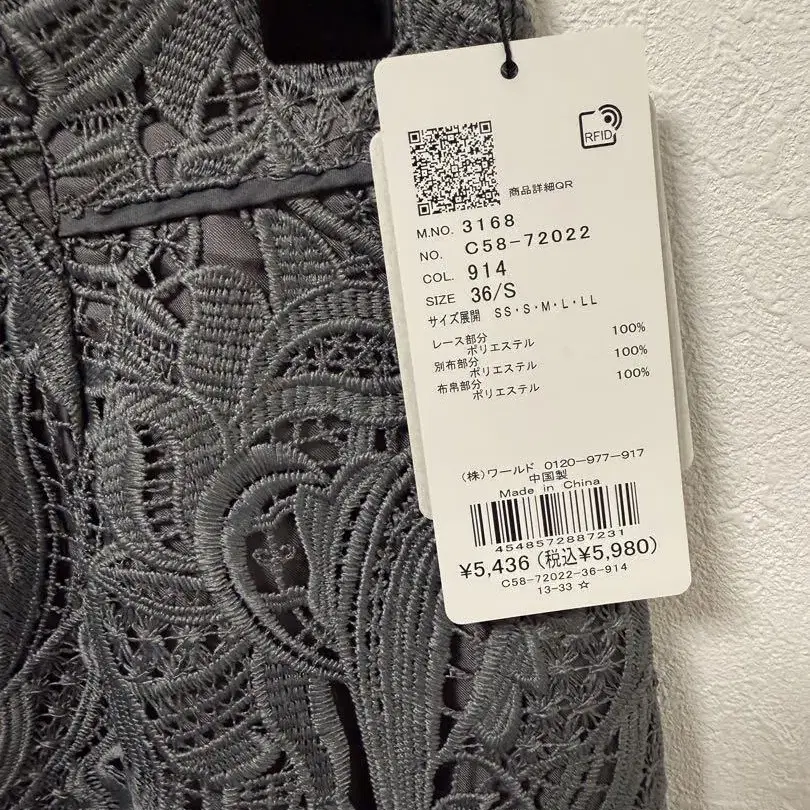 RFID
商品詳細QR
M.NO. 3168
NO. C58-72022
COL. 914
SIZE 36/S
サイズ展開 SS・S・M・L・LL
レース部分
ポリエステル 100%
別布部分
ポリエステル 100%
布帛部分
ポリエステル 100%
(株)ワールド 0120-977-917
中国製
Made in China
4548572887231
¥5,436(税込¥5,980)
C58-72022-36-914
13-33 ☆